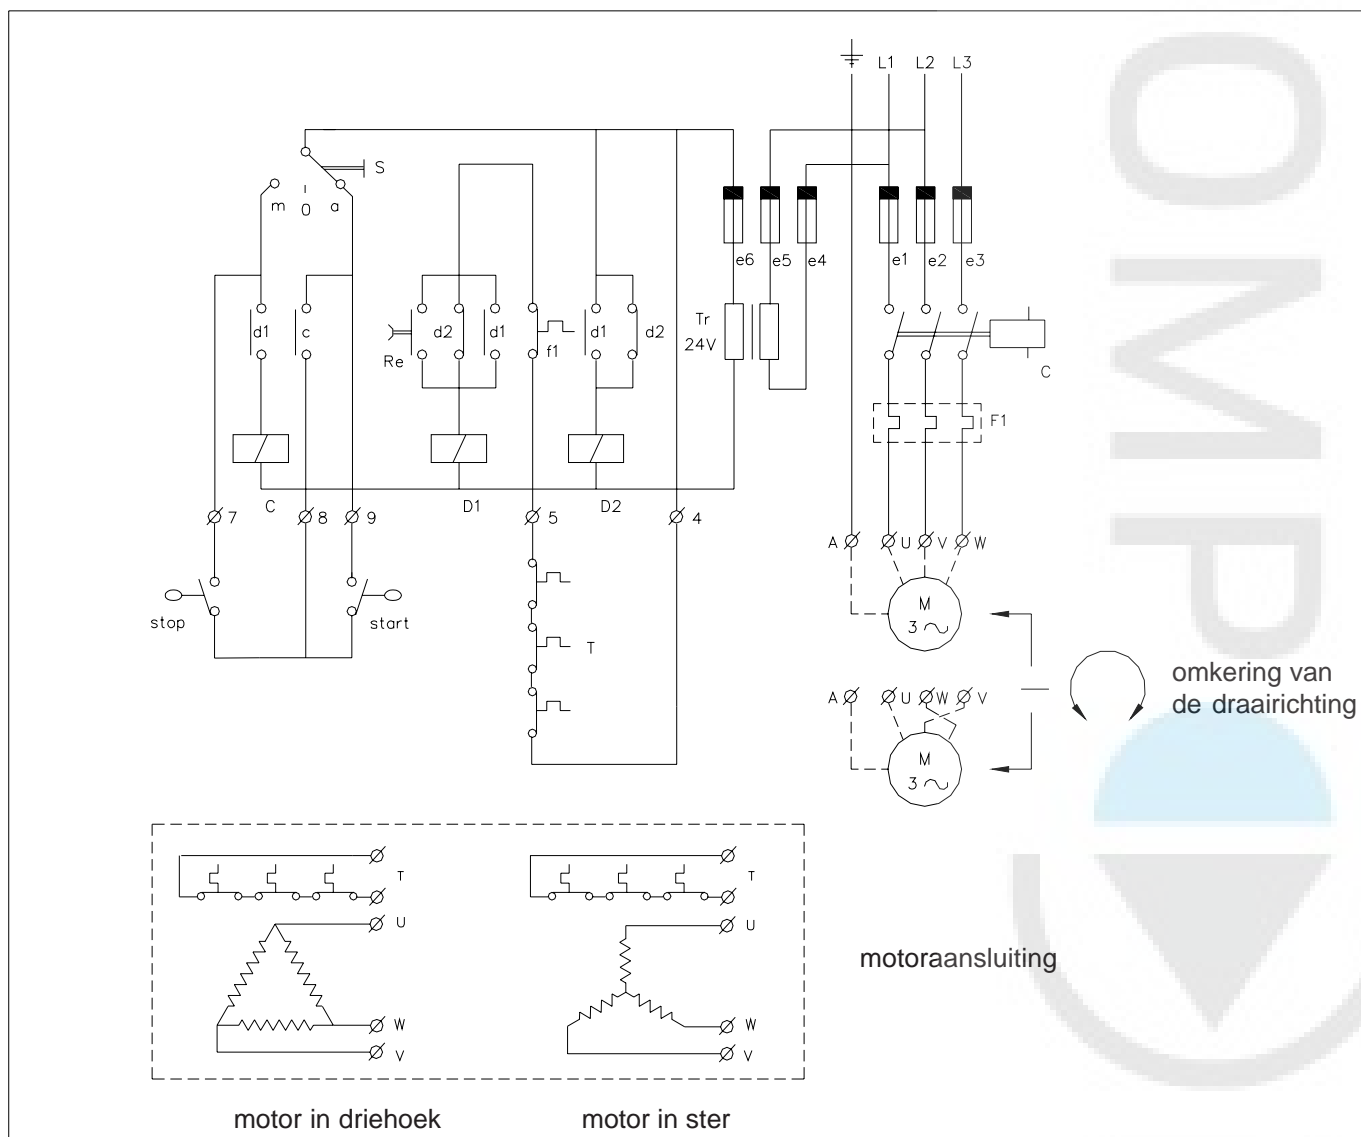 L1 L2 L3
S
m 0 a
e6 e5 e4 e1 e2 e3
d1 c d2 d1 d1 d2
Re f1
Tr
24V
C
F1
C D1 D2
7 8 9 5 4
A U V W
stop start
T
M
3
A U W V
M
3
omkering van
de draairichting
T T
U U
W W
V V
motoraansluiting
motor in driehoek motor in ster
OMP